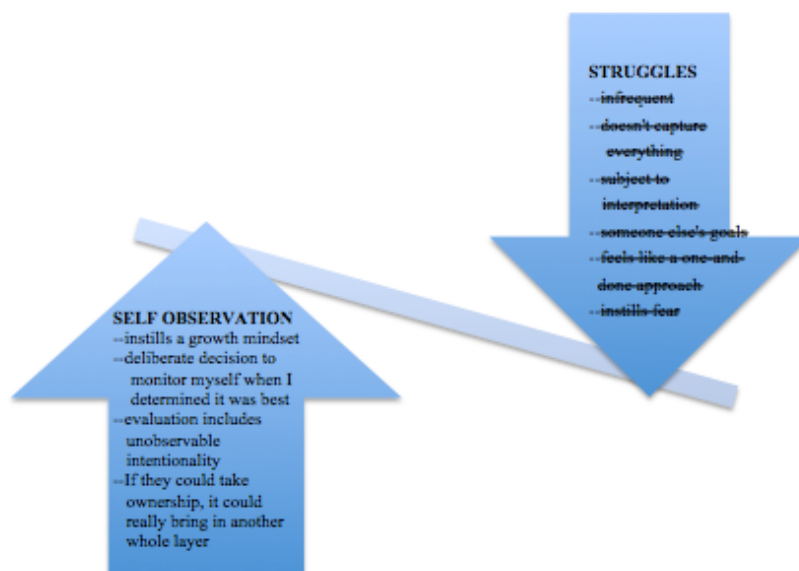 STRUGGLES
--infrequent
--doesn't capture
everything
--subject to
interpretation
--someone else's goals
--feels like a one-and-
done approach
--instills fear
SELF OBSERVATION
--instills a growth mindset
--deliberate decision to
monitor myself when I
determined it was best
--evaluation includes
unobservable
intentionality
--If they could take
ownership, it could
really bring in another
whole layer